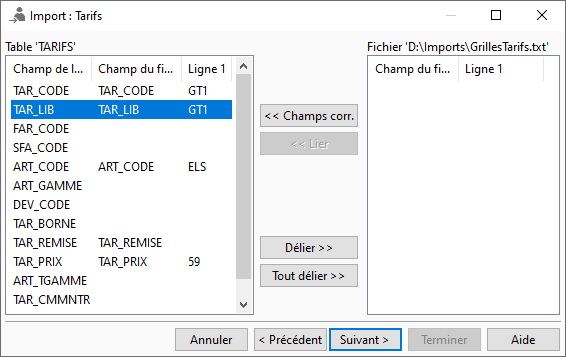 Import : Tarifs
Table 'TARIFS'
Fichier 'D:\Imports\GrillesTarifs.txt'
Champ de l... Champ du fi... Ligne 1
Champ du fi... Ligne 1
TAR_CODE TAR_CODE GT1
TAR_LIB TAR_LIB GT1
FAR_CODE
SFA_CODE
ART_CODE ART_CODE ELS
ART_GAMME
DEV_CODE
TAR_BORNE
TAR_REMISE TAR_REMISE
TAR_PRIX TAR_PRIX 59
ART_TGAMME
TAR_CMMNTR
<< Champs corr.
<< Lier
Délier >>
Tout délier >>
Annuler
< Précédent
Suivant >
Terminer
Aide